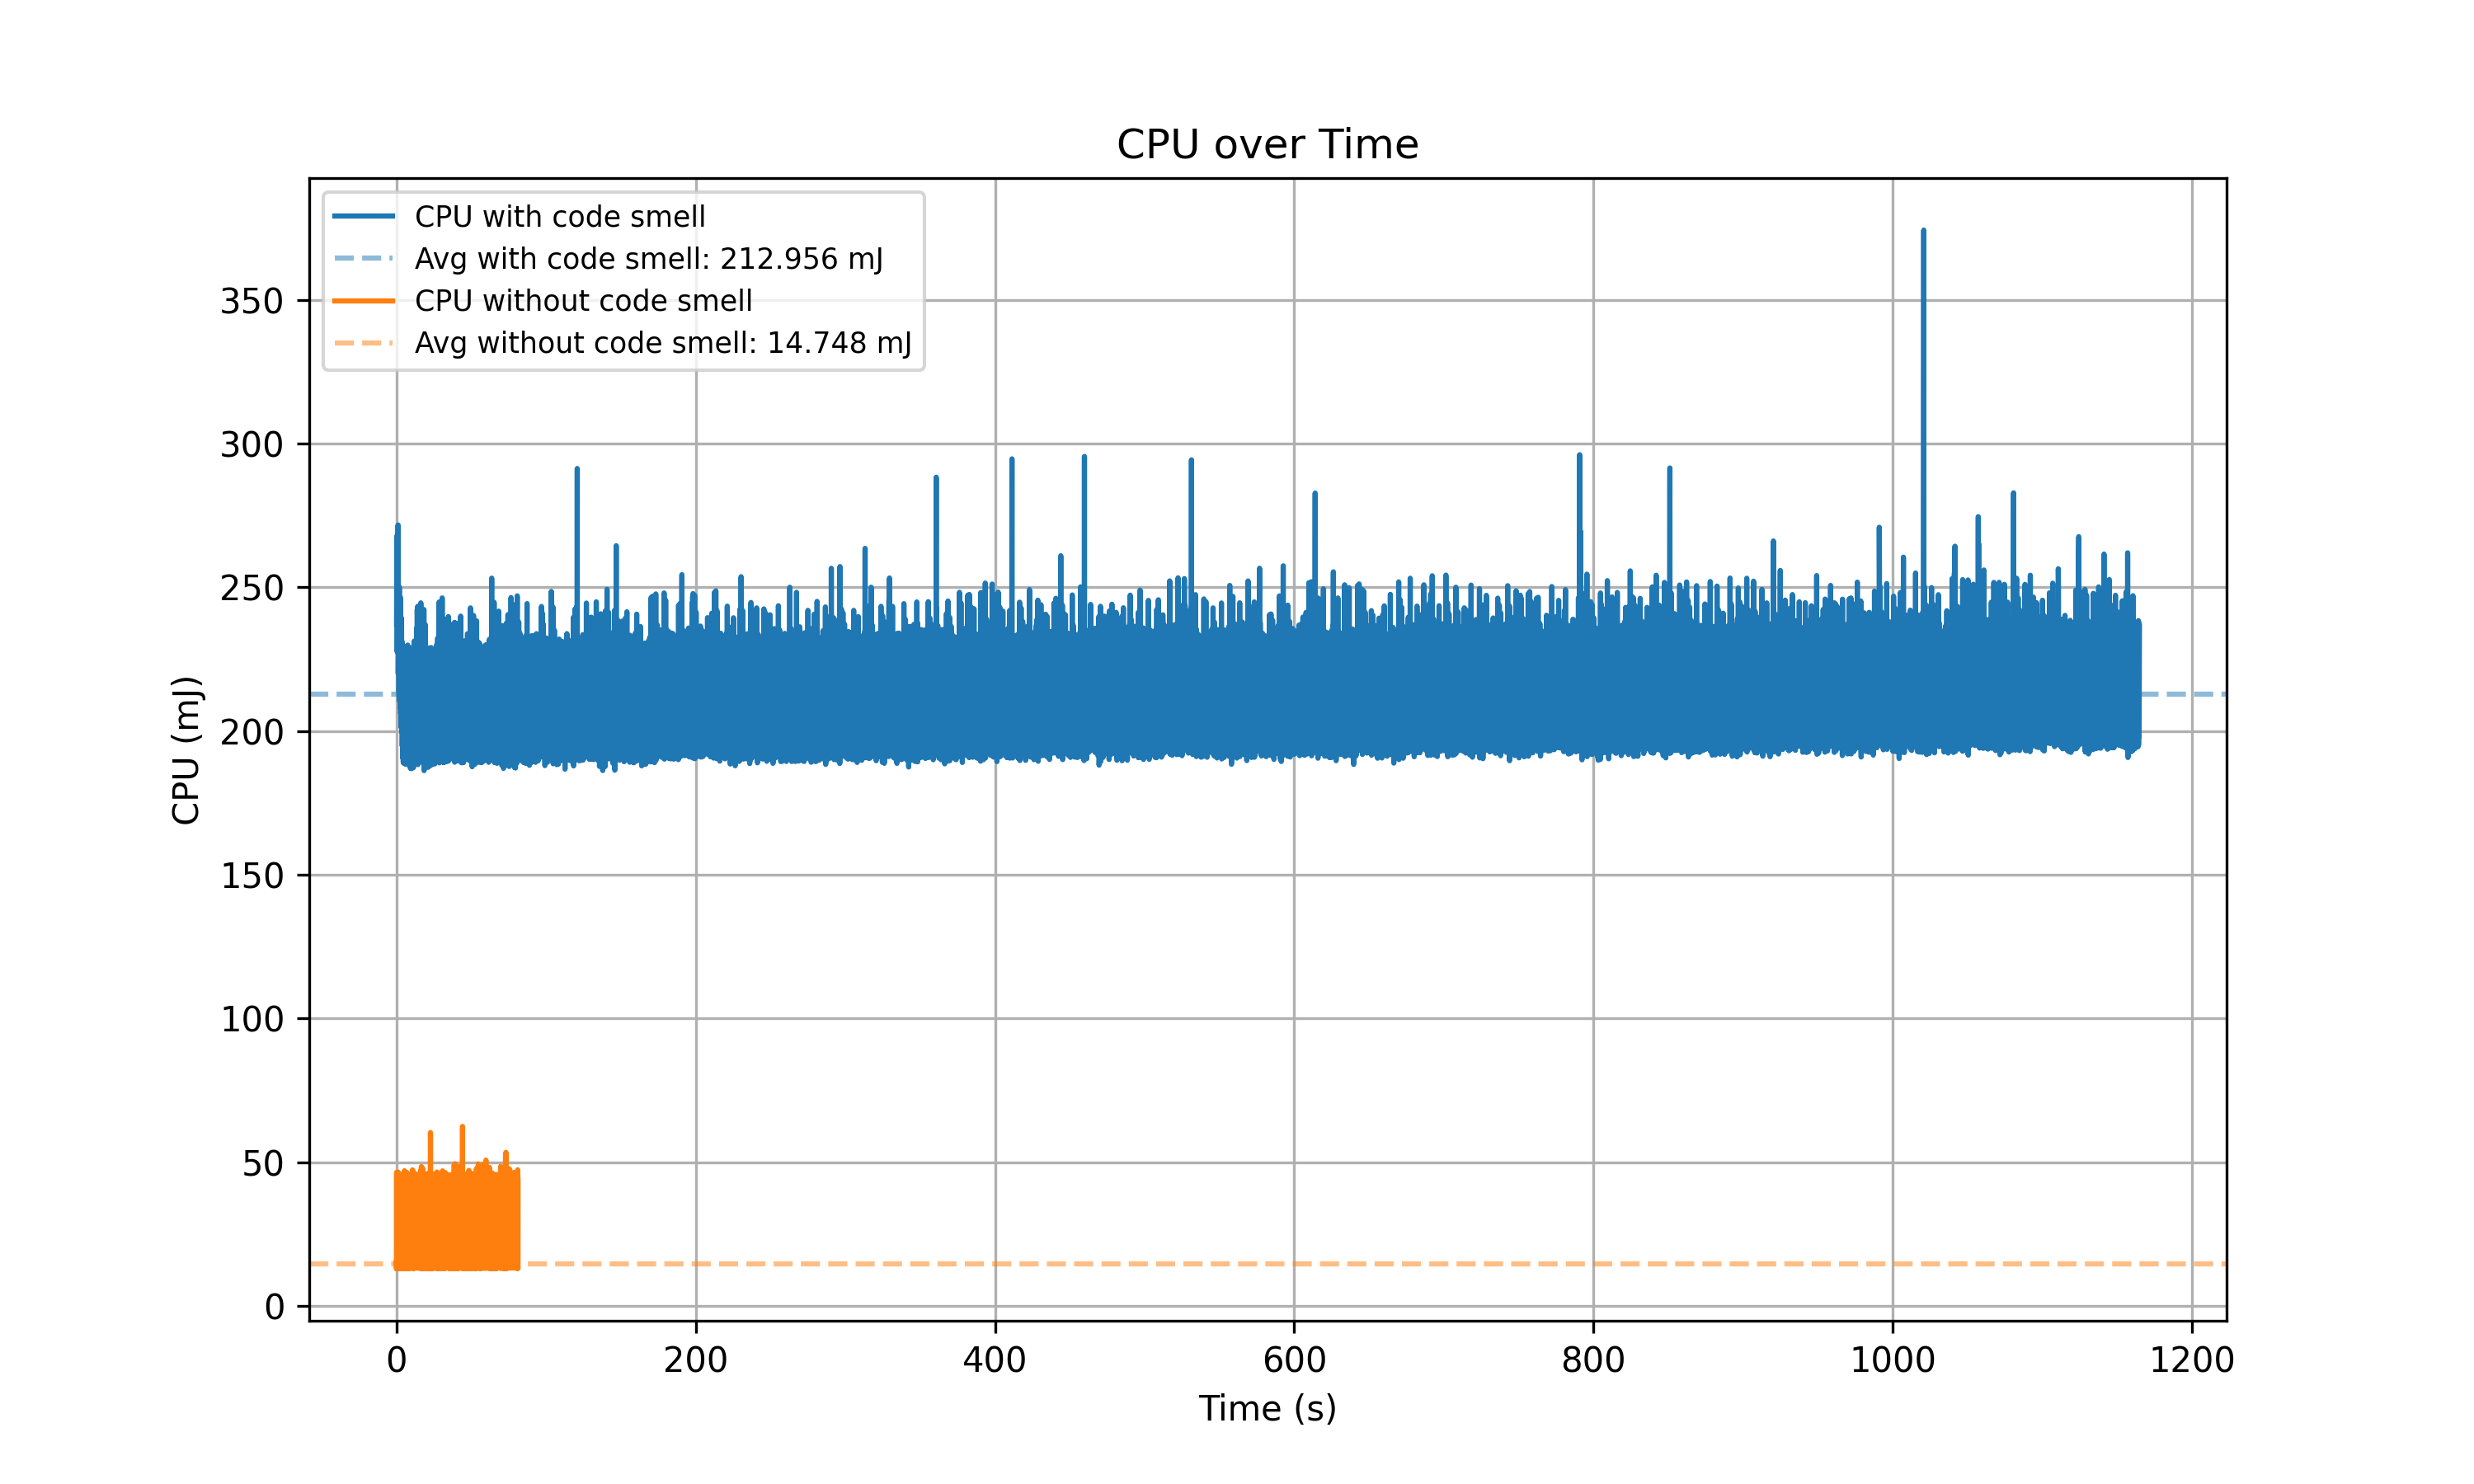 CPU over Time
CPU with code smell
Avg with code smell: 212.956 mJ
CPU without code smell
Avg without code smell: 14.748 mJ
350
300
250
200
150
100
50
0
CPU (mJ)
0 200 400 600 800 1000 1200
Time (s)